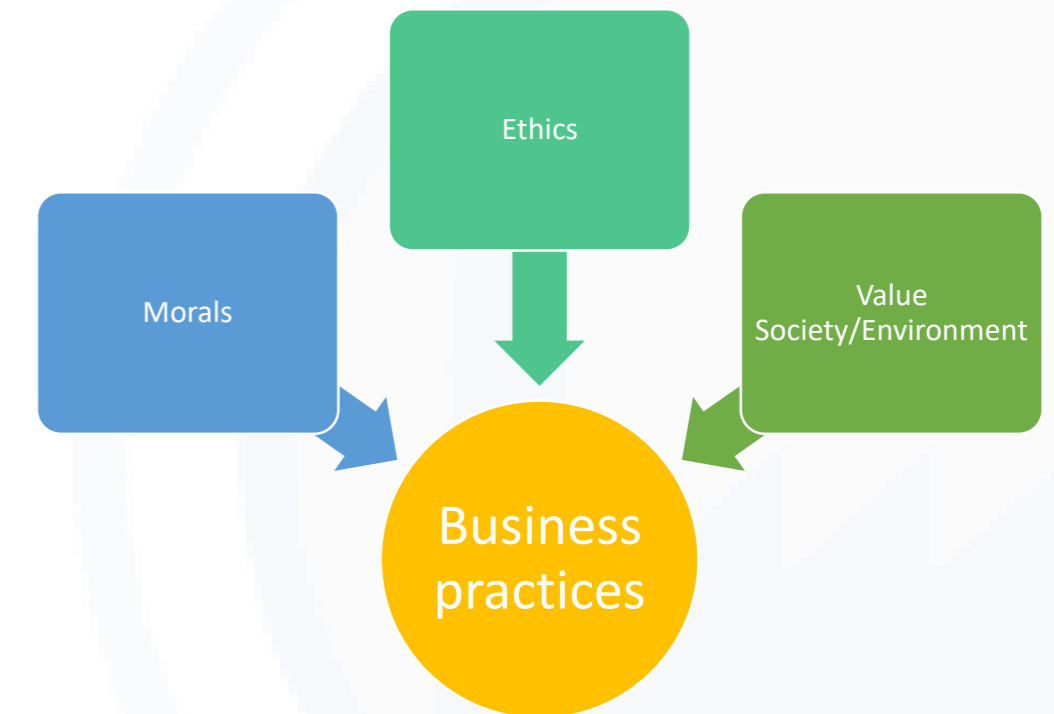 Ethics
Morals
Value
Society/Environment
Business
practices